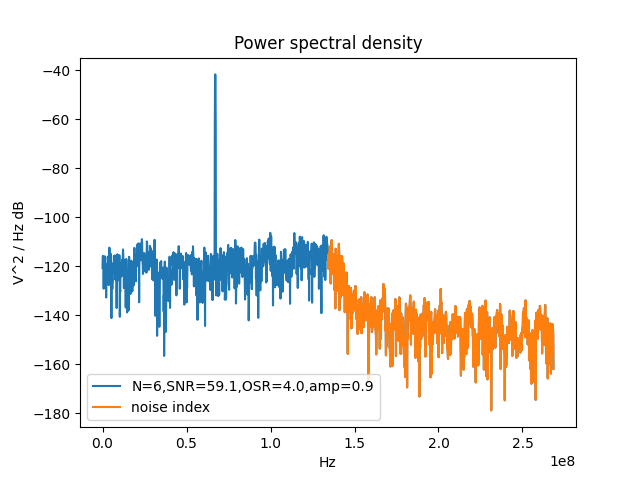 Power spectral density
V^2 / Hz dB
−40
−60
−80
−100
−120
−140
−160
−180
N=6,SNR=59.1,OSR=4.0,amp=0.9
noise index
0.0 0.5 1.0 1.5 2.0 2.5
1e8
Hz